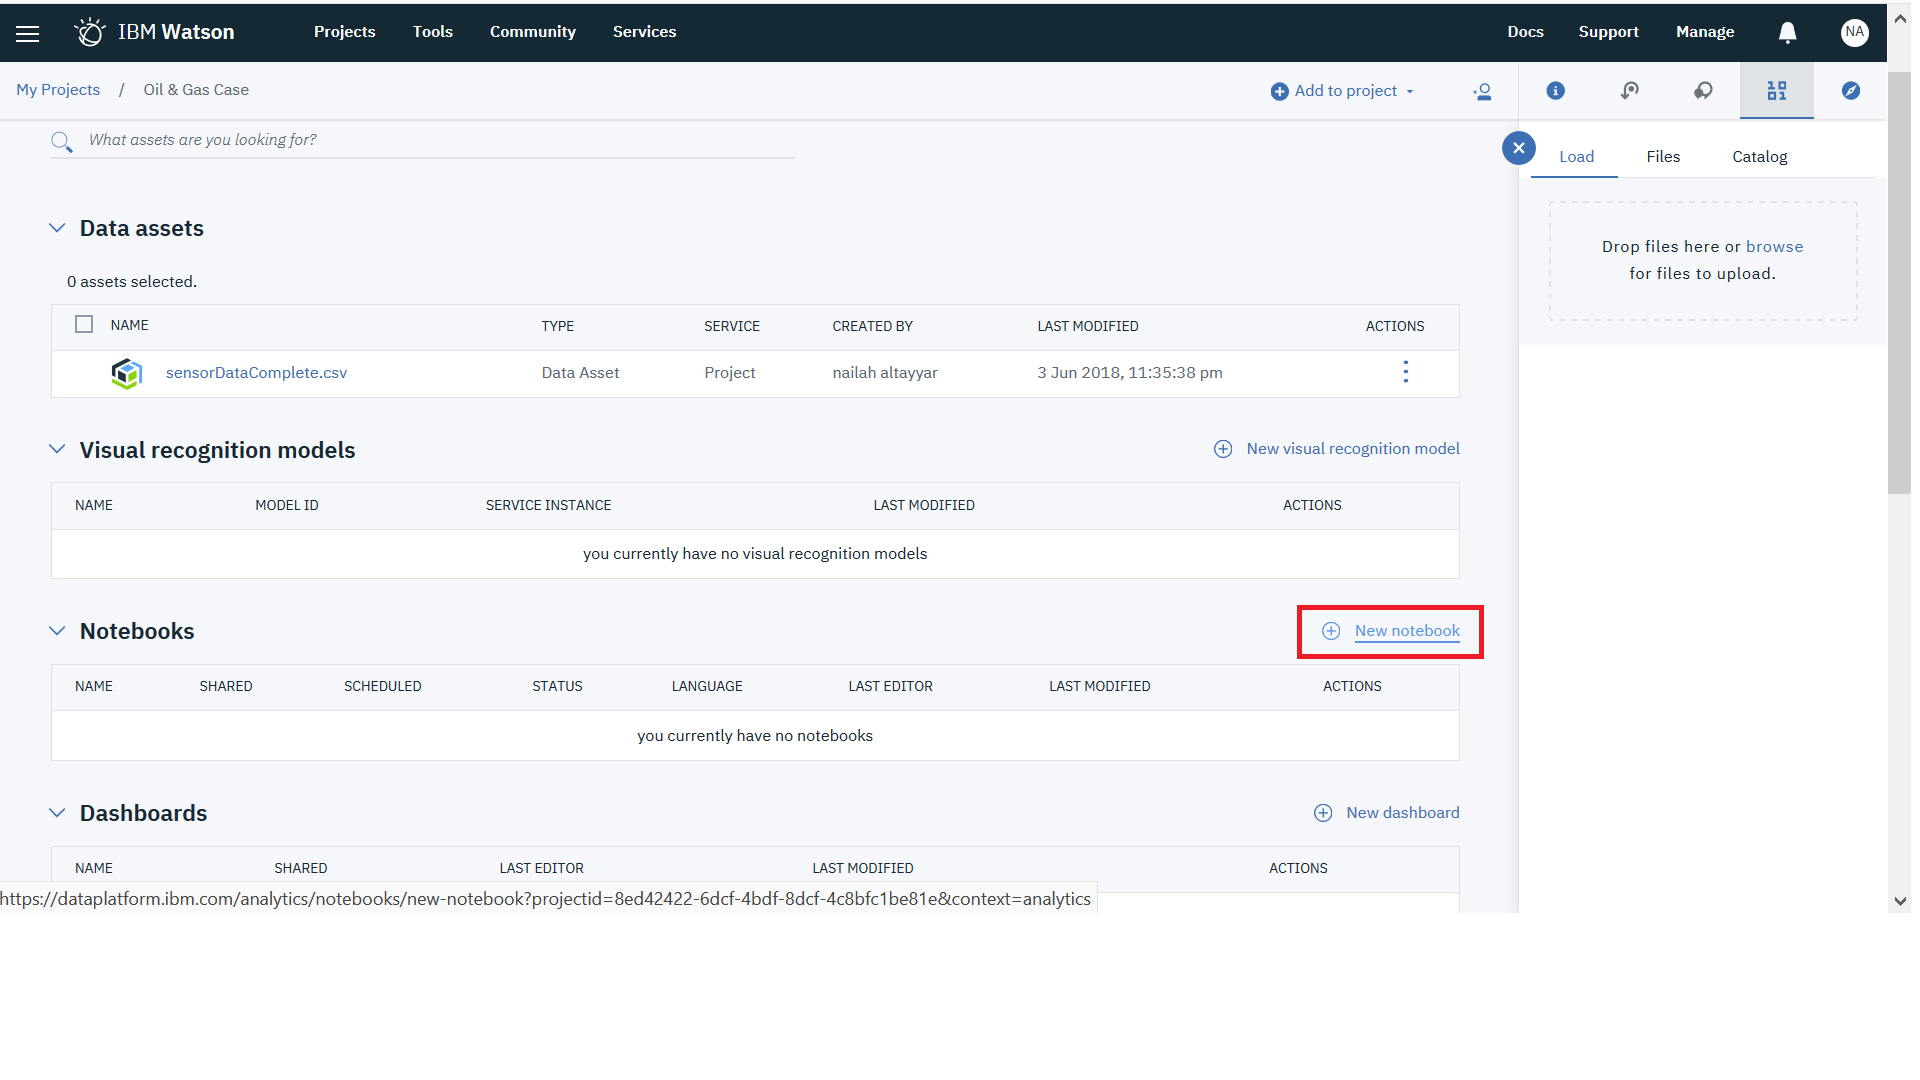 IBM Watson Projects Tools Community Services Docs Support Manage NA
My Projects / Oil & Gas Case Add to project
What assets are you looking for?
Load Files Catalog
Drop files here or browse
for files to upload.
Data assets
0 assets selected.
NAME TYPE SERVICE CREATED BY LAST MODIFIED ACTIONS
sensorDataComplete.csv Data Asset Project nailah altayyar 3 Jun 2018, 11:35:38 pm
Visual recognition models New visual recognition model
NAME MODEL ID SERVICE INSTANCE LAST MODIFIED ACTIONS
you currently have no visual recognition models
Notebooks New notebook
NAME SHARED SCHEDULED STATUS LANGUAGE LAST EDITOR LAST MODIFIED ACTIONS
you currently have no notebooks
Dashboards New dashboard
NAME SHARED LAST EDITOR LAST MODIFIED ACTIONS
https://dataplatform.ibm.com/analytics/notebooks/new-notebook?projectid=8ed42422-6dcf-4bdf-8dcf-4c8bfc1be81e&context=analytics